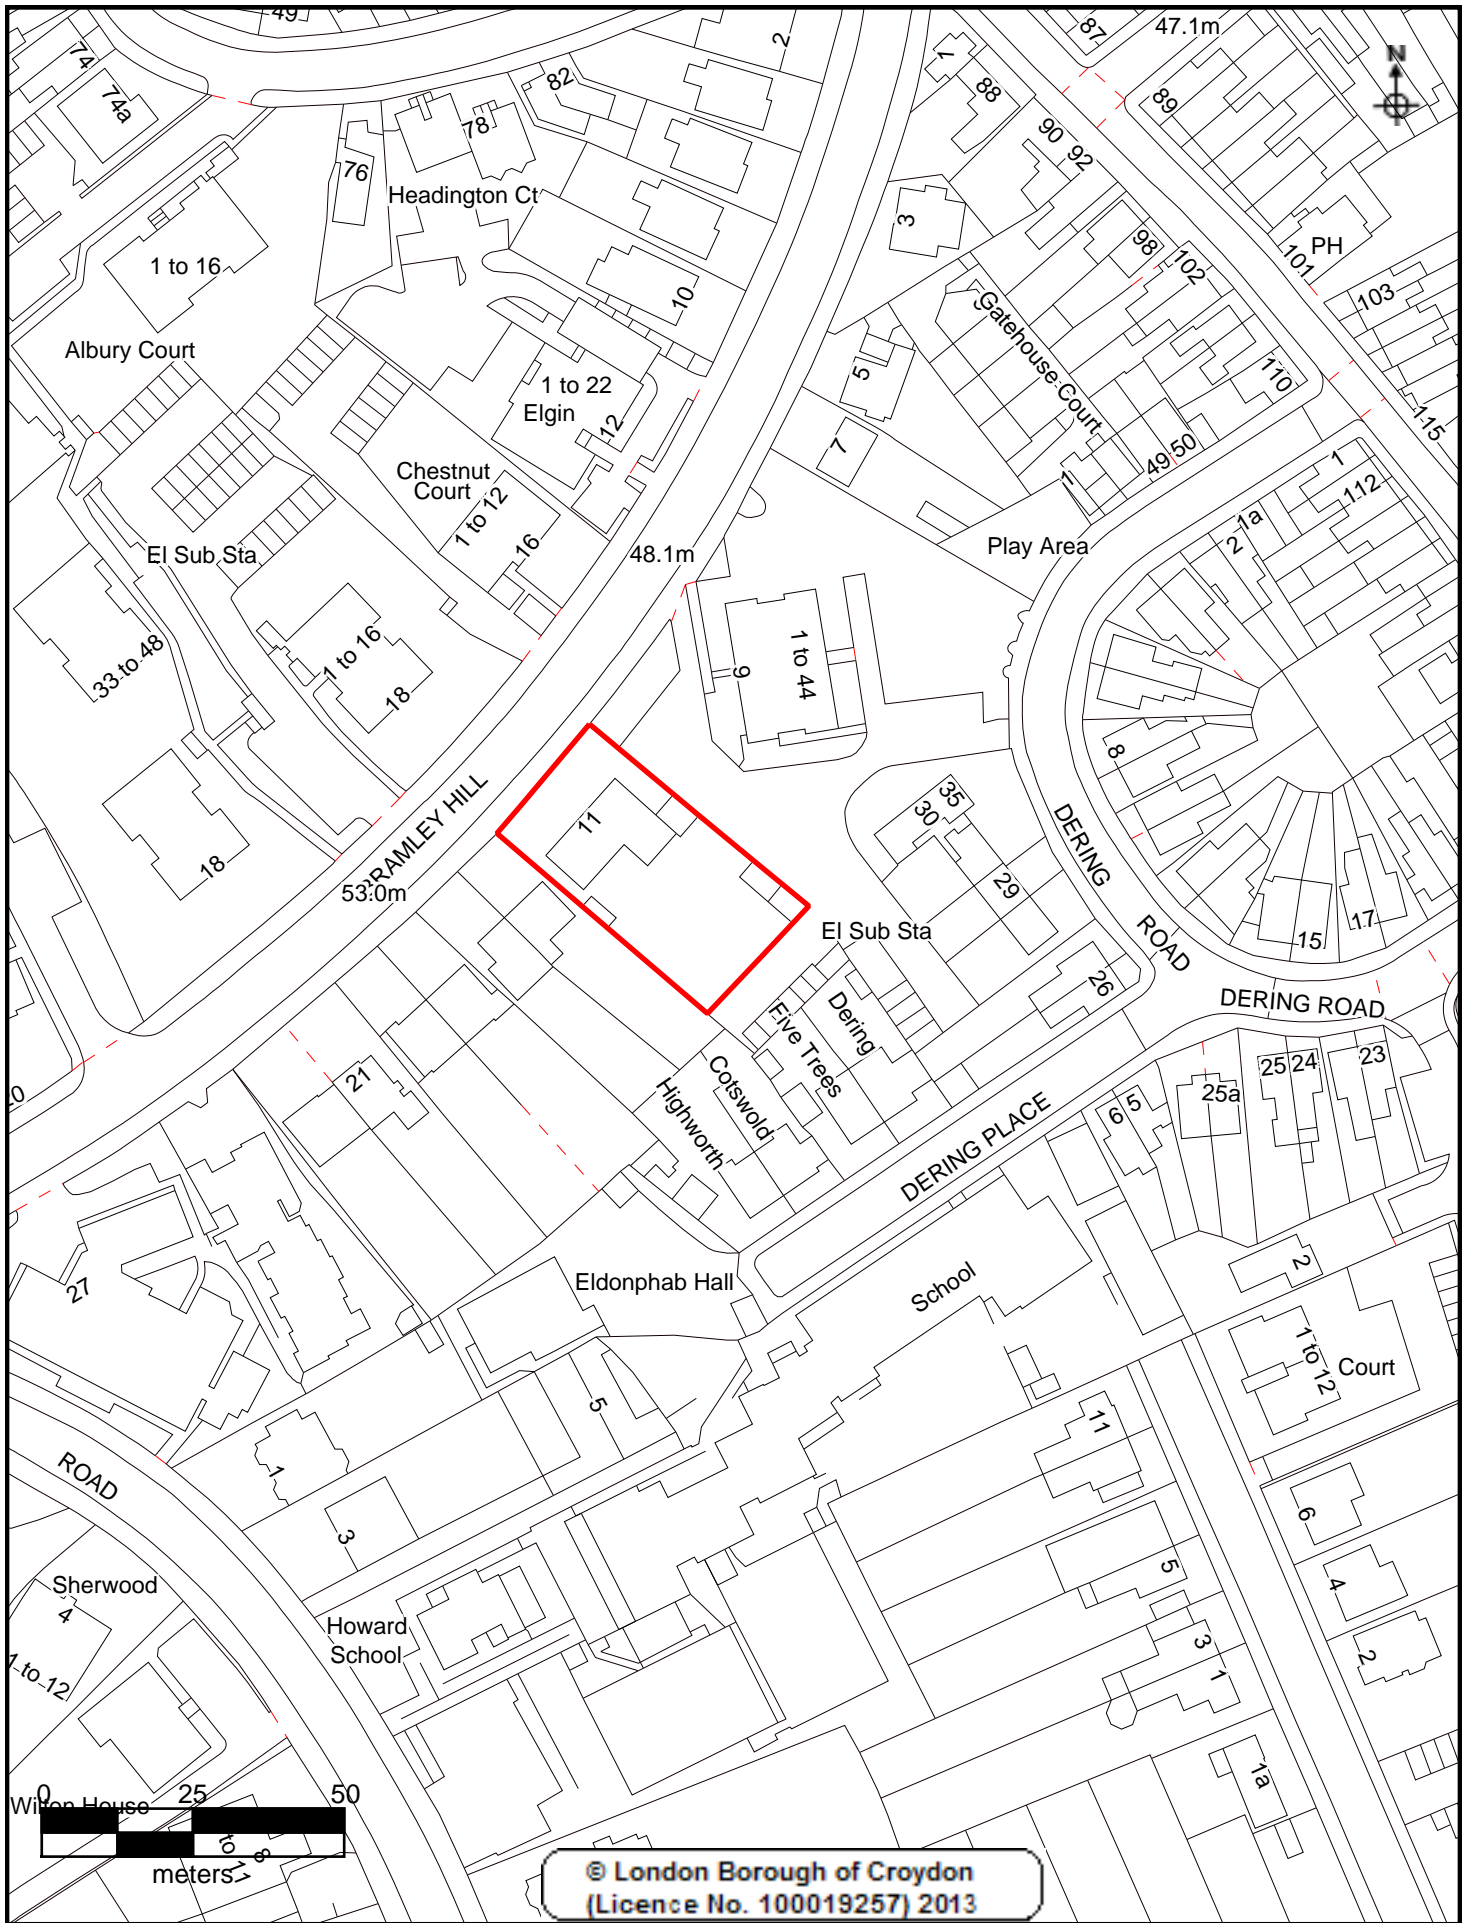 49
2
87
47.1m
N
74
74a
82
7
88
89
78
76
90
92
Headington Ct
3
98
102
101
PH
1 to 16
10
103
Albury Court
Gatehouse Court
5
1 to 22
Elgin
12
110
115
7
Chestnut
Court
1 to 12
16
1
49
50
1
112
1a
2
El Sub Sta
48.1m
Play Area
33 to 48
1 to 16
18
9
1 to 44
8
BRAMLEY HILL
11
30
35
29
DERING
ROAD
18
53.0m
El Sub Sta
15
17
26
DERING ROAD
Five Trees
Dering
21
Cotswold
Highworth
25a
25
24
23
6
5
DERING PLACE
27
Eldonphab Hall
School
2
1 to 12
Court
5
11
1
ROAD
3
6
5
4
Sherwood
4
1 to 12
Howard
School
3
1
2
1a
0
25
50
Wilton House
meters
© London Borough of Croydon
(Licence No. 100019257) 2013